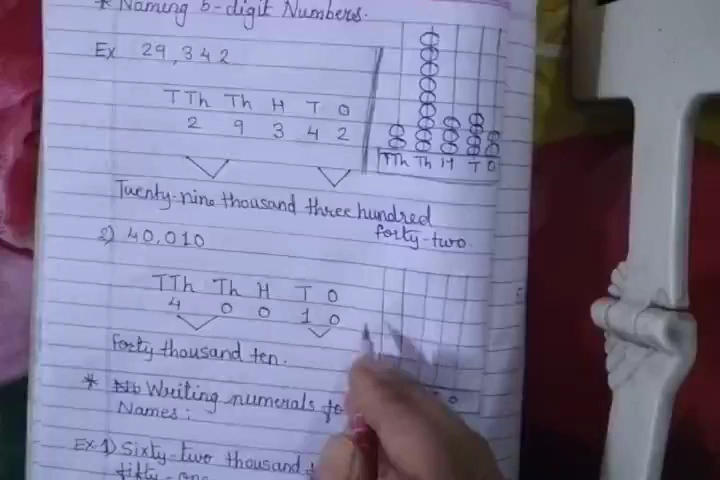 * Naming 5-digit Numbers.
Ex 29,342
TTh Th H T O
2 9 3 4 2
TTh Th H T O
Twenty-nine thousand three hundred
forty-two.
2) 40,010
TTh Th H T O
4 0 0 1 0
forty thousand ten.
O
* Writing numerals
Names:
Ex 1) Sixty-two thousand
fifty-one